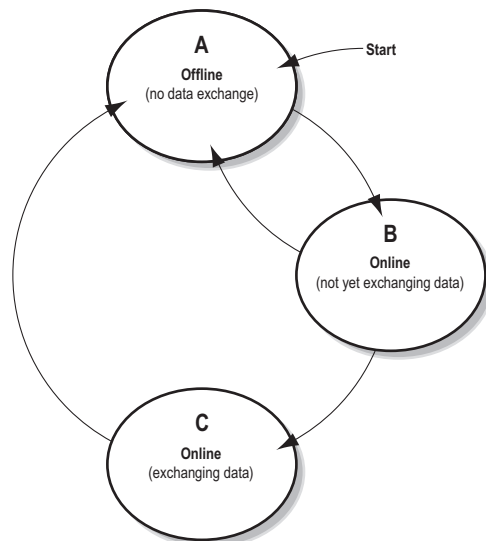 A
Offline
(no data exchange)
Start
B
Online
(not yet exchanging data)
C
Online
(exchanging data)